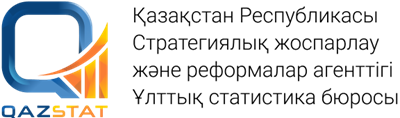 QAZSTAT
Қазақстан Республикасы
Стратегиялық жоспарлау
және реформалар агенттігі
Ұлттық статистика бюросы